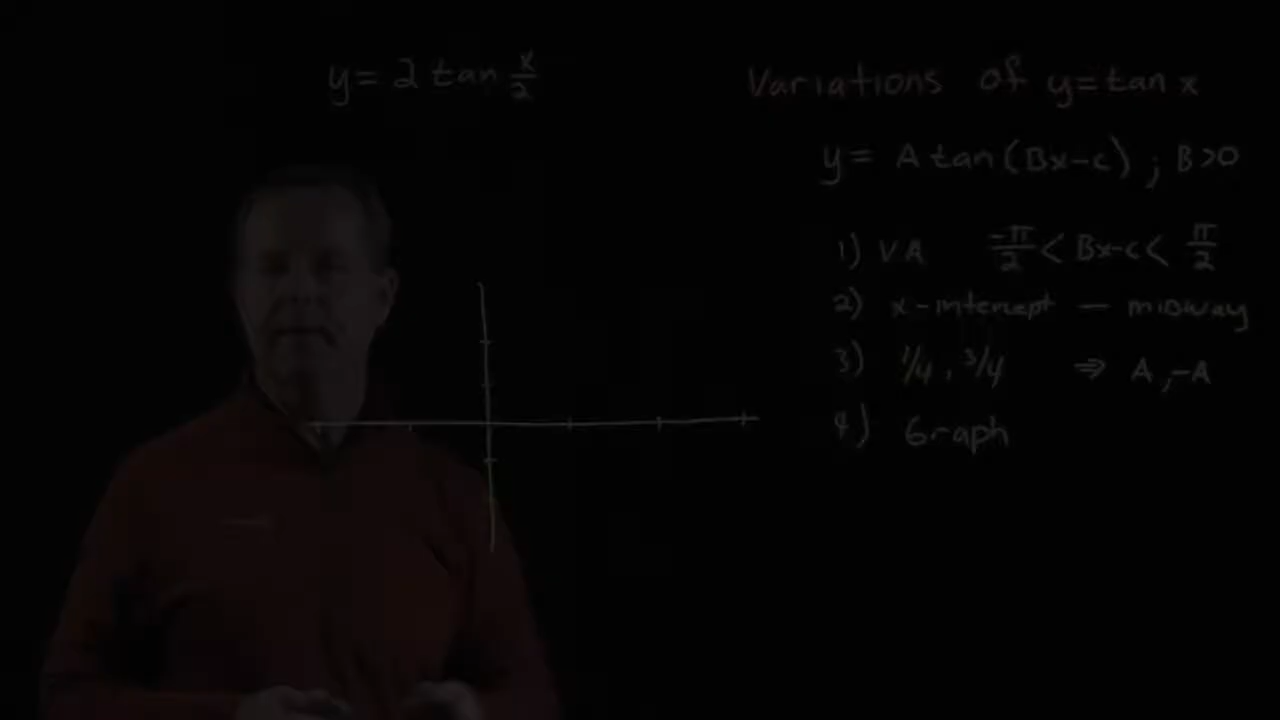 y = 2 tan x/2
Variations of y = tan x
y = A tan (Bx-c) ; B > 0
1) VA -π/2 < Bx-c < π/2
2) x-intercept — midway
3) 1/4, 3/4 ⇒ A, -A
4) Graph